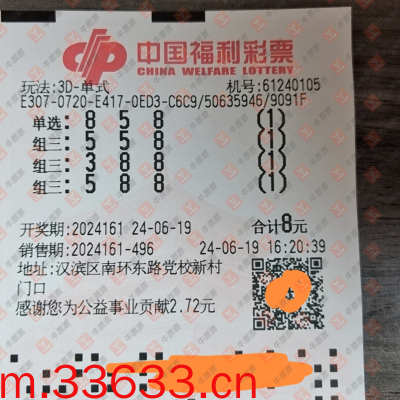 中国福利彩票
CHINA WELFARE LOTTERY
玩法:3D-单式 机号:61240105
E307-0720-E417-0ED3-C6C9/50635946/9091F
单选: 8 5 8 (1)
组三: 5 5 8 (1)
组三: 3 8 8 (1)
组三: 5 8 8 (1)
开奖期:2024161 24-06-19 合计8元
销售期:2024161-496 24-06-19 16:20:39
地址:汉滨区南环东路党校新村
门口
感谢您为公益事业贡献2.72元
m.33633.cn